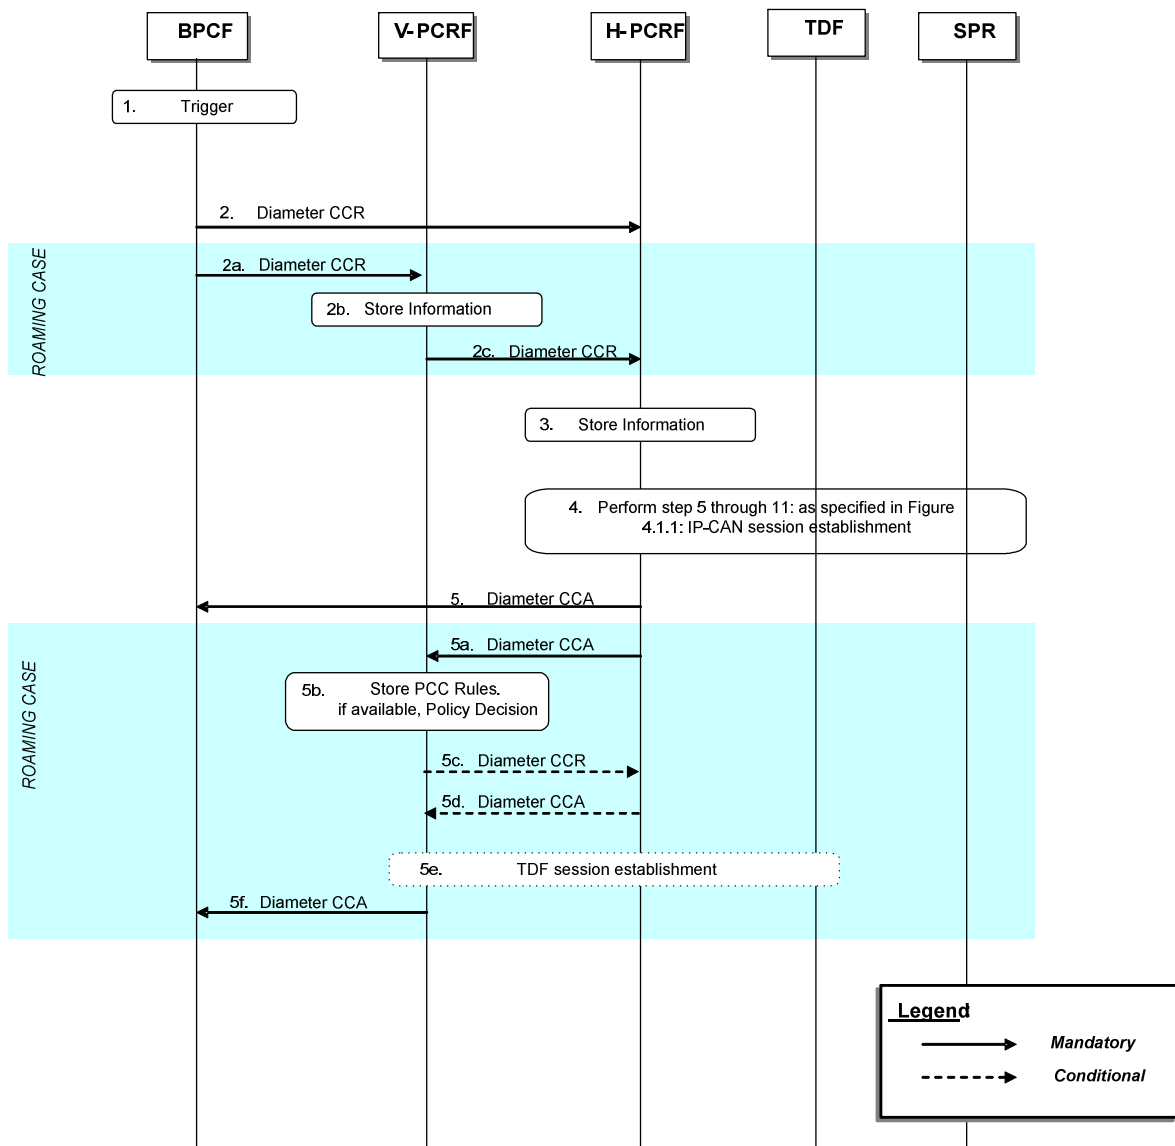 BPCF
V-PCRF
H-PCRF
TDF
SPR
1. Trigger
2. Diameter CCR
ROAMING CASE
2a. Diameter CCR
2b. Store Information
2c. Diameter CCR
3. Store Information
4. Perform step 5 through 11: as specified in Figure
4.1.1: IP-CAN session establishment
5. Diameter CCA
ROAMING CASE
5a. Diameter CCA
5b. Store PCC Rules.
if available, Policy Decision
5c. Diameter CCR
5d. Diameter CCA
5e. TDF session establishment
5f. Diameter CCA
Legend
Mandatory
Conditional